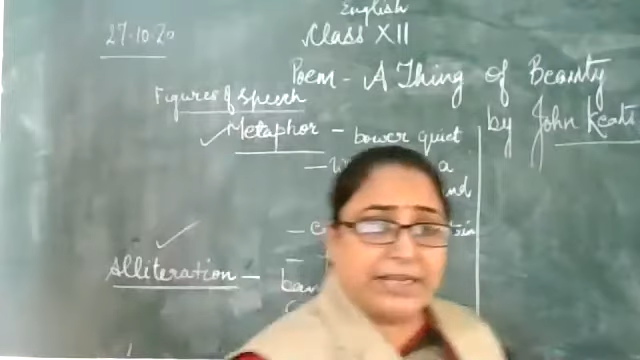 English
27.10.20
Class XII
Poem - A Thing of Beauty
by John Keats
Figures of Speech
Metaphor - bower quiet
a
Alliteration -